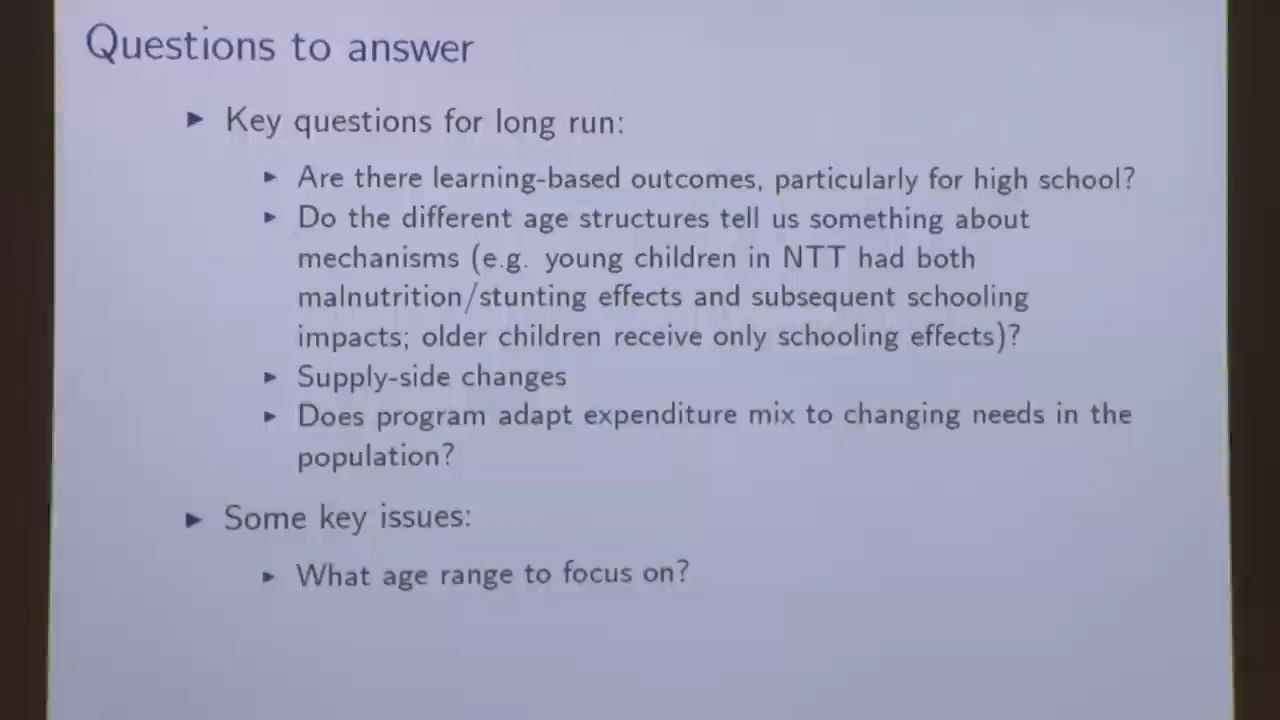 Questions to answer
► Key questions for long run:
► Are there learning-based outcomes, particularly for high school?
► Do the different age structures tell us something about
mechanisms (e.g. young children in NTT had both
malnutrition/stunting effects and subsequent schooling
impacts; older children receive only schooling effects)?
► Supply-side changes
► Does program adapt expenditure mix to changing needs in the
population?
► Some key issues:
► What age range to focus on?